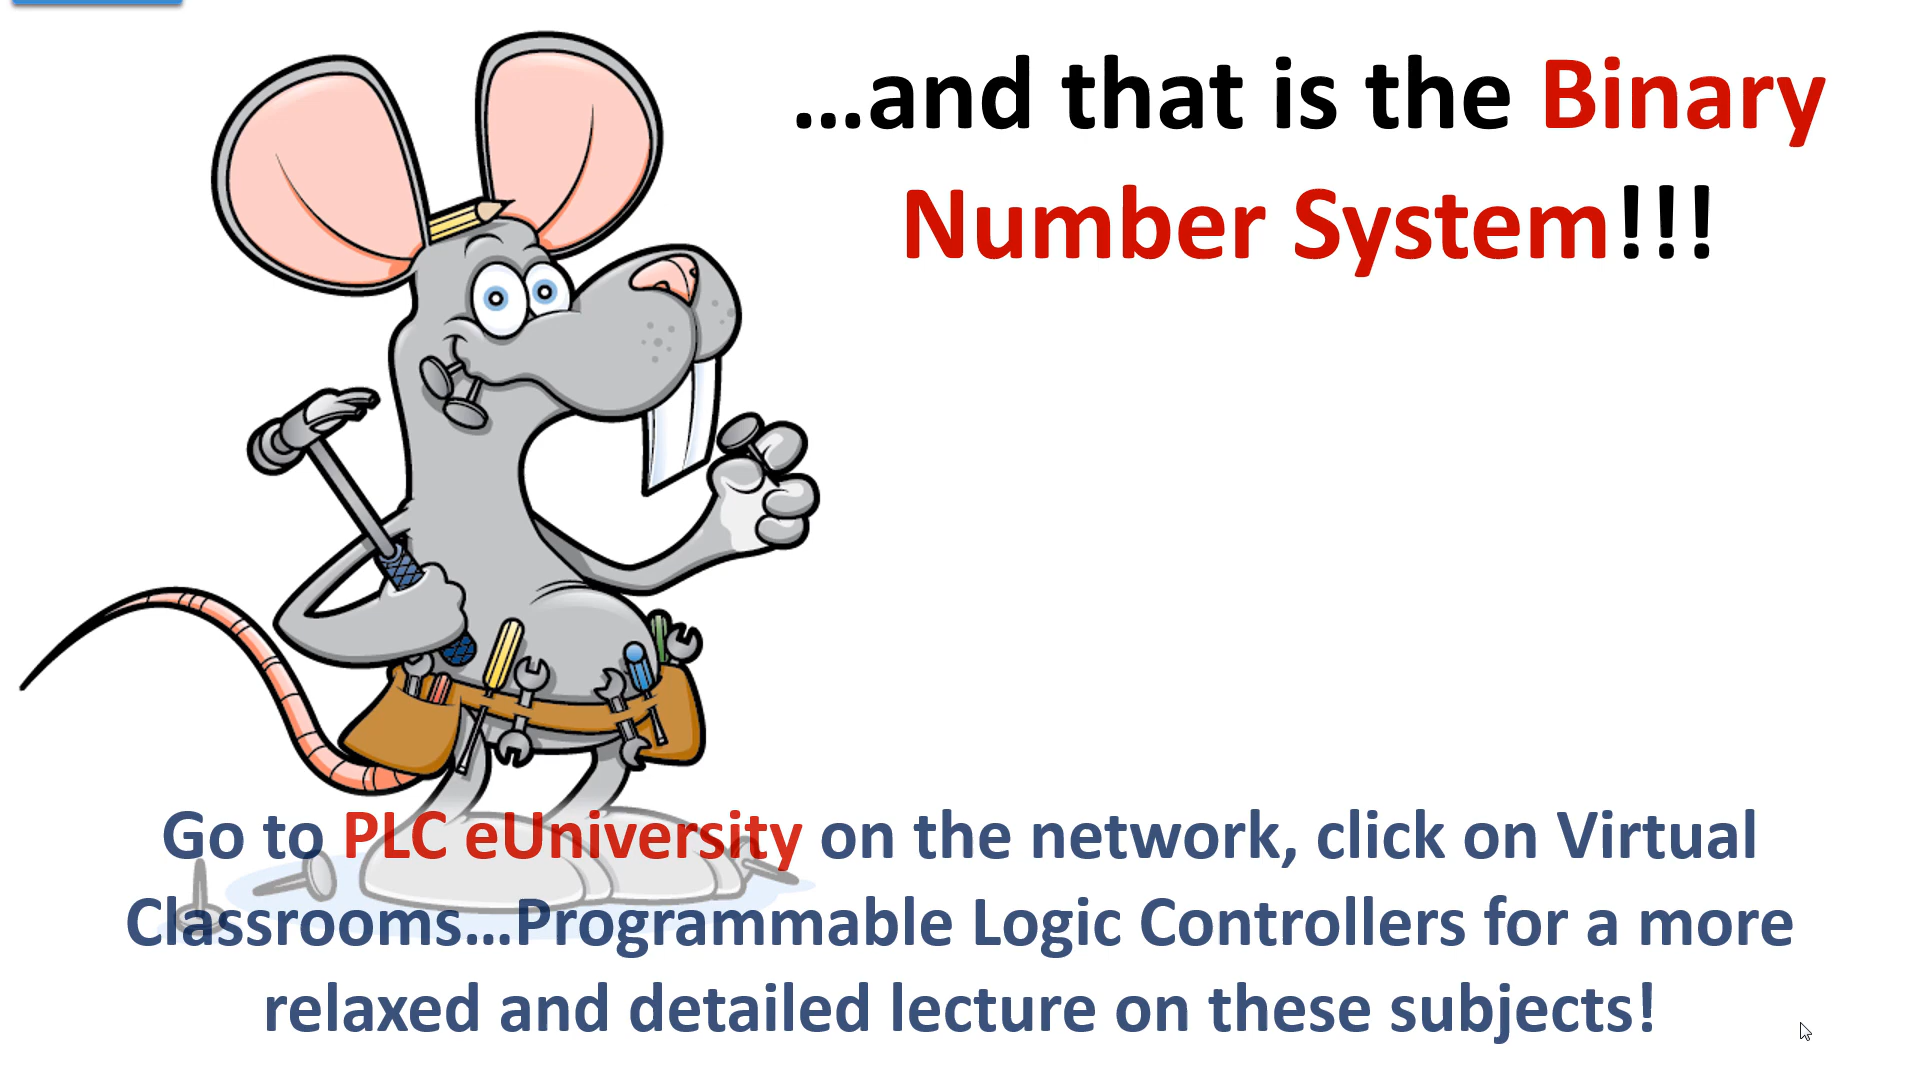 …and that is the Binary
Number System!!!
Go to PLC eUniversity on the network, click on Virtual
Classrooms…Programmable Logic Controllers for a more
relaxed and detailed lecture on these subjects!